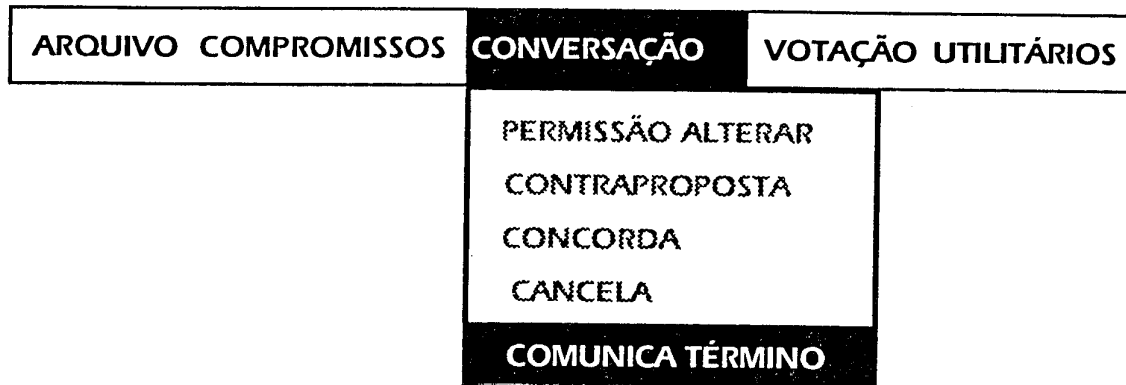 ARQUIVO COMPROMISSOS CONVERSAÇÃO VOTAÇÃO UTILITÁRIOS
PERMISSÃO ALTERAR
CONTRAPROPOSTA
CONCORDA
CANCELA
COMUNICA TÉRMINO